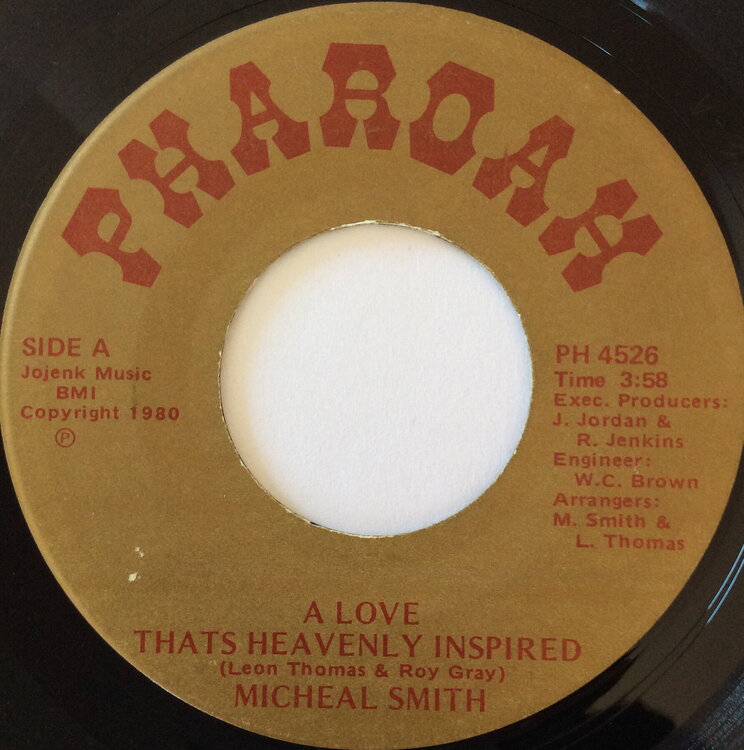 PHAROAH
SIDE A
Jojenk Music
BMI
Copyright 1980
℗
PH 4526
Time 3:58
Exec. Producers:
J. Jordan &
R. Jenkins
Engineer:
W.C. Brown
Arrangers:
M. Smith &
L. Thomas
A LOVE
THATS HEAVENLY INSPIRED
(Leon Thomas & Roy Gray)
MICHEAL SMITH